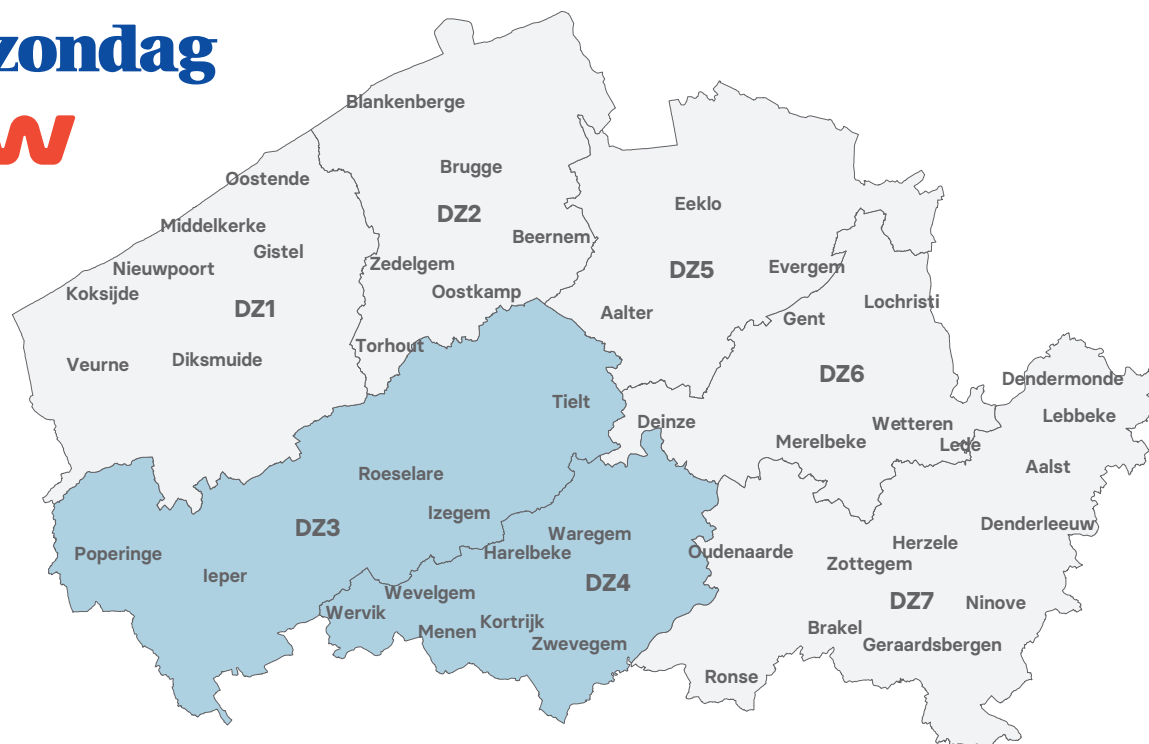 zondag
w
Blankenberge
Brugge
Oostende
Eeklo
DZ2
Middelkerke
Beernem
Gistel
Zedelgem
Nieuwpoort
DZ5
Evergem
Koksijde
Oostkamp
Lochristi
DZ1
Aalter
Gent
Torhout
Veurne
Diksmuide
DZ6
Dendermonde
Tielt
Lebbeke
Deinze
Wetteren
Merelbeke
Lede
Aalst
Roeselare
Izegem
DZ3
Denderleeuw
Waregem
Herzele
Poperinge
Harelbeke
Oudenaarde
Zottegem
Ieper
DZ4
Wevelgem
DZ7
Ninove
Wervik
Kortrijk
Menen
Brakel
Zwevegem
Geraardsbergen
Ronse